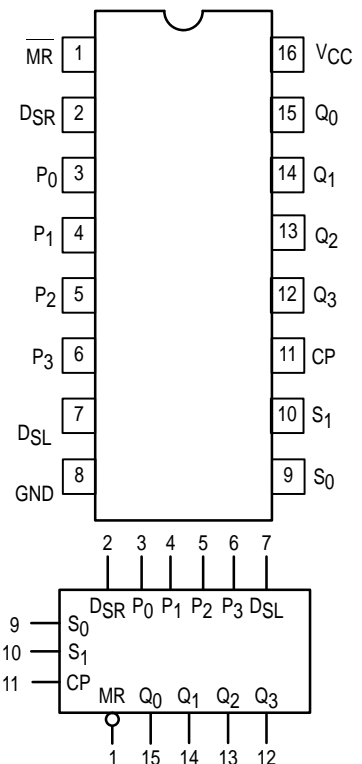 M̅R̅ 1 16 VCC
DSR 2 15 Q0
P0 3 14 Q1
P1 4 13 Q2
P2 5 12 Q3
P3 6 11 CP
DSL 7 10 S1
GND 8 9 S0
2 3 4 5 6 7
DSR P0 P1 P2 P3 DSL
9 S0
10 S1
11 CP
MR Q0 Q1 Q2 Q3
1 15 14 13 12